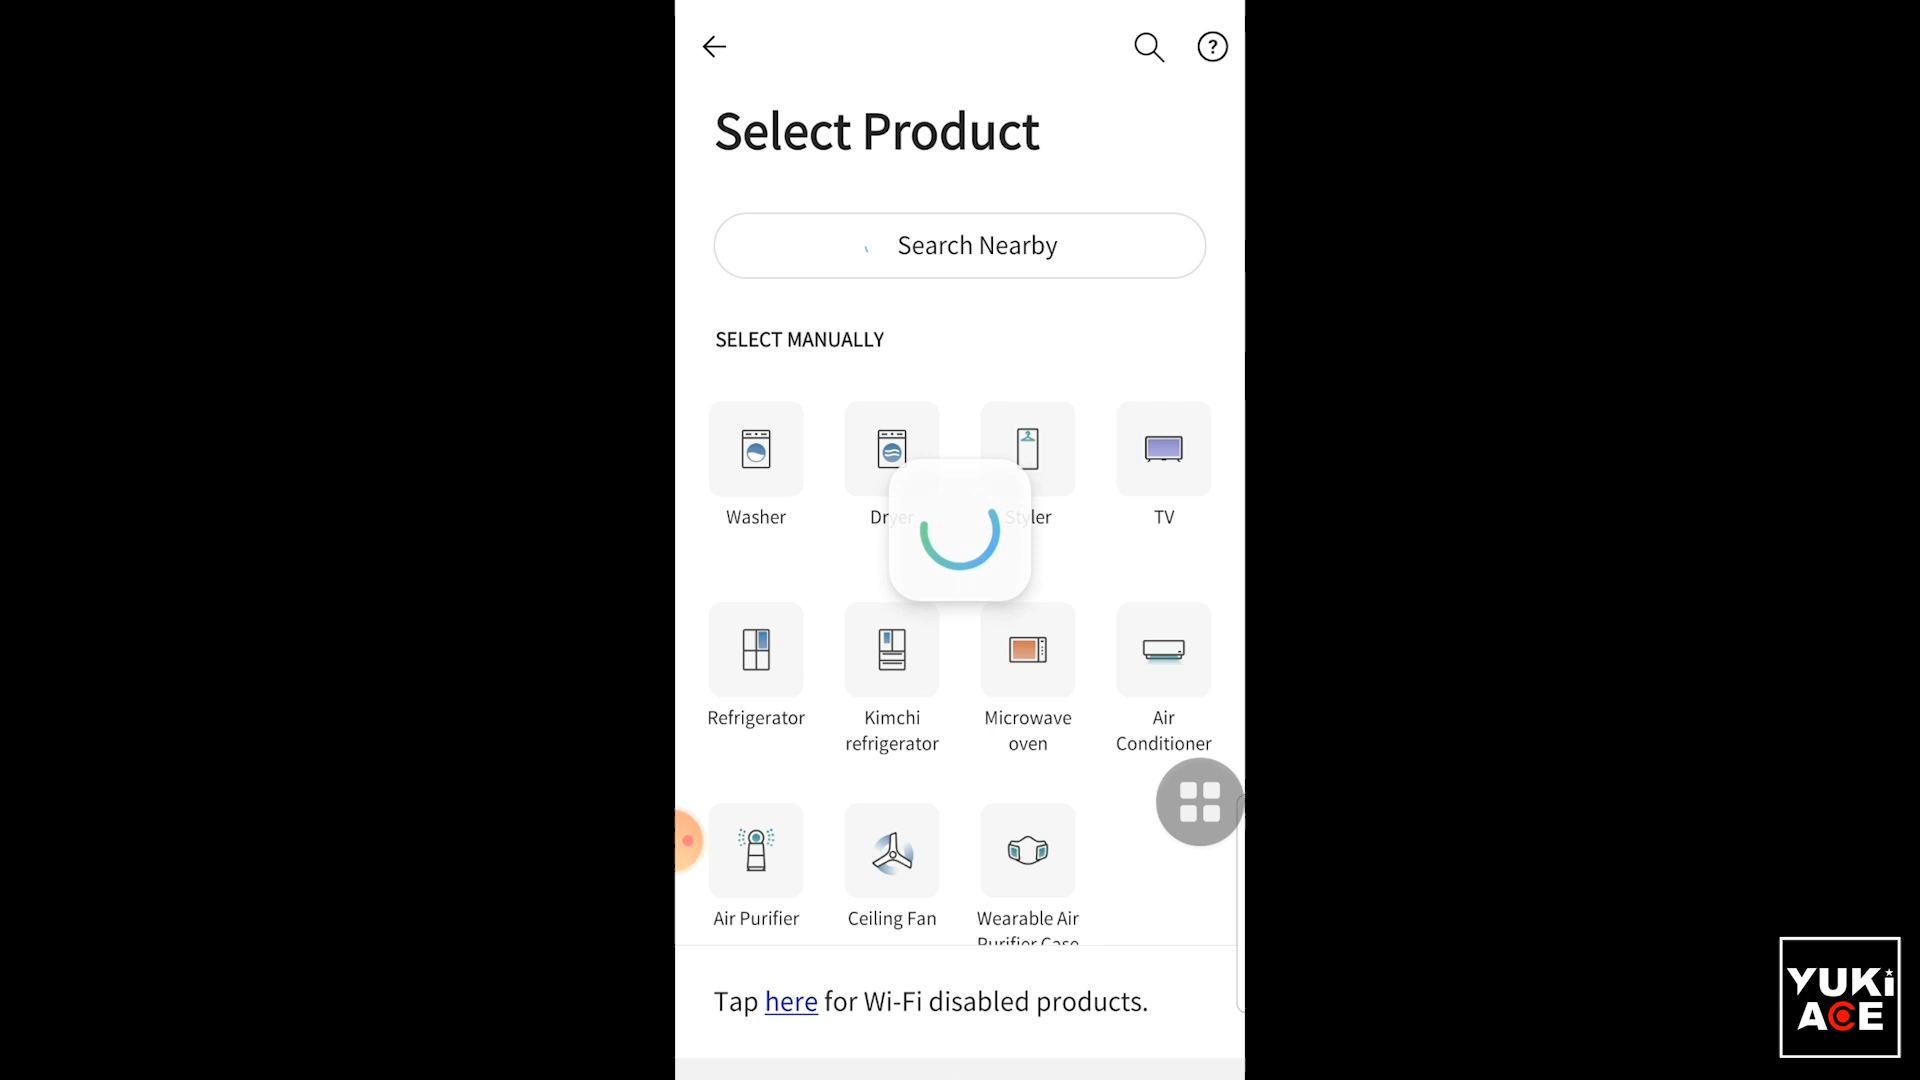 Select Product
Search Nearby
SELECT MANUALLY
Washer
Dryer
Styler
TV
Refrigerator
Kimchi
refrigerator
Microwave
oven
Air
Conditioner
Air Purifier
Ceiling Fan
Wearable Air
Purifier Case
Tap here for Wi-Fi disabled products.
YUKi
ACE